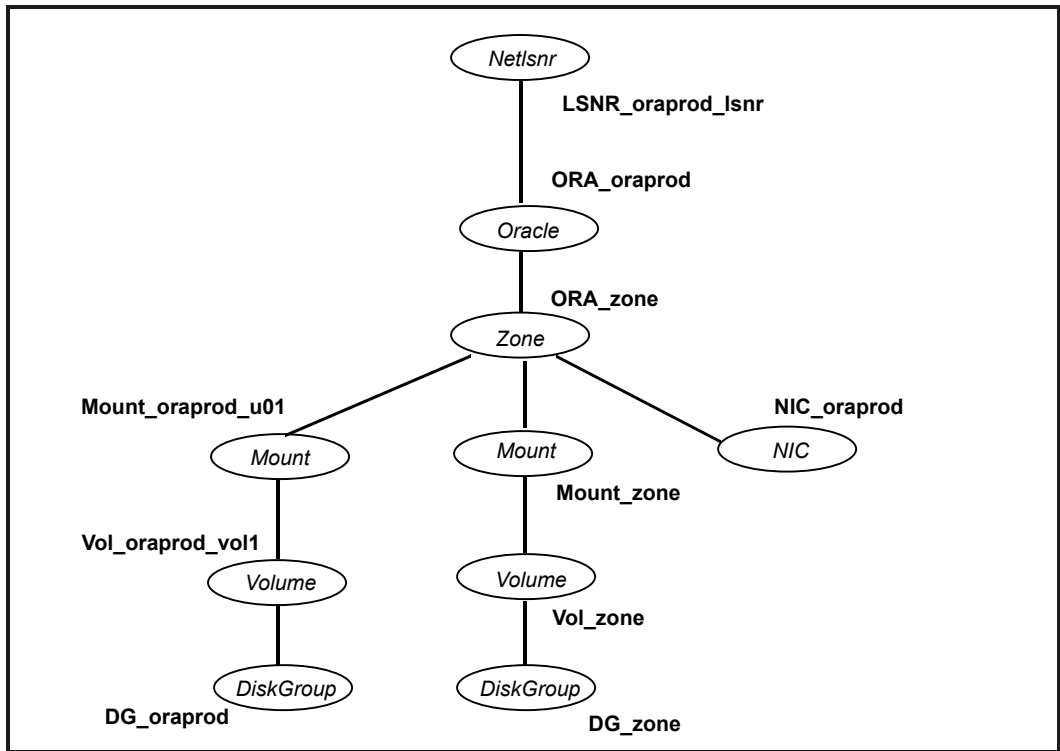 Netlsnr
LSNR_oraprod_lsnr
ORA_oraprod
Oracle
ORA_zone
Zone
Mount_oraprod_u01
NIC_oraprod
Mount
Mount
NIC
Mount_zone
Vol_oraprod_vol1
Volume
Volume
Vol_zone
DiskGroup
DiskGroup
DG_oraprod
DG_zone